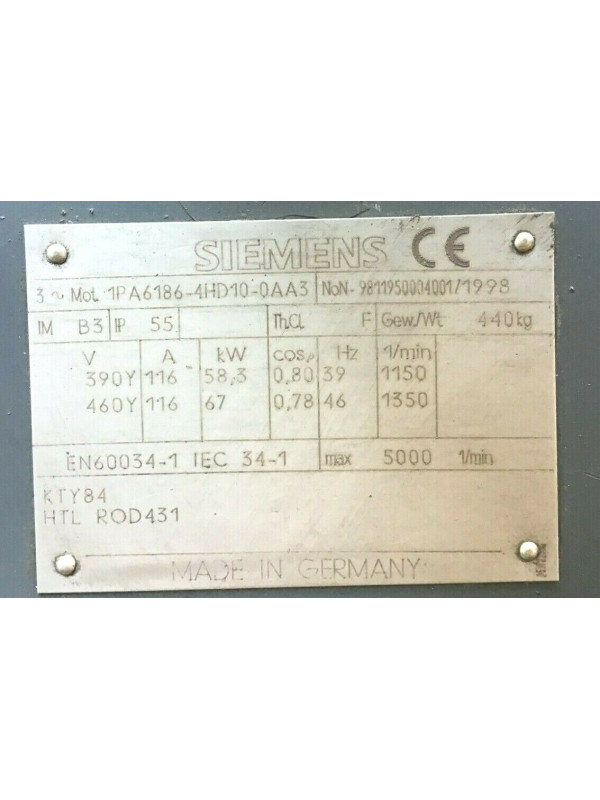 SIEMENS CE
3 ~ Mot. 1PA6186-4HD10-0AA3 NoN- 9811950004001/1998
IM B3 IP 55 Th.Cl. F Gew./Wt. 440kg
V A kW cosφ Hz 1/min
390Y 116 58,3 0,80 39 1150
460Y 116 67 0,78 46 1350
EN60034-1 IEC 34-1 max 5000 1/min
KTY84
HTL ROD431
MADE IN GERMANY